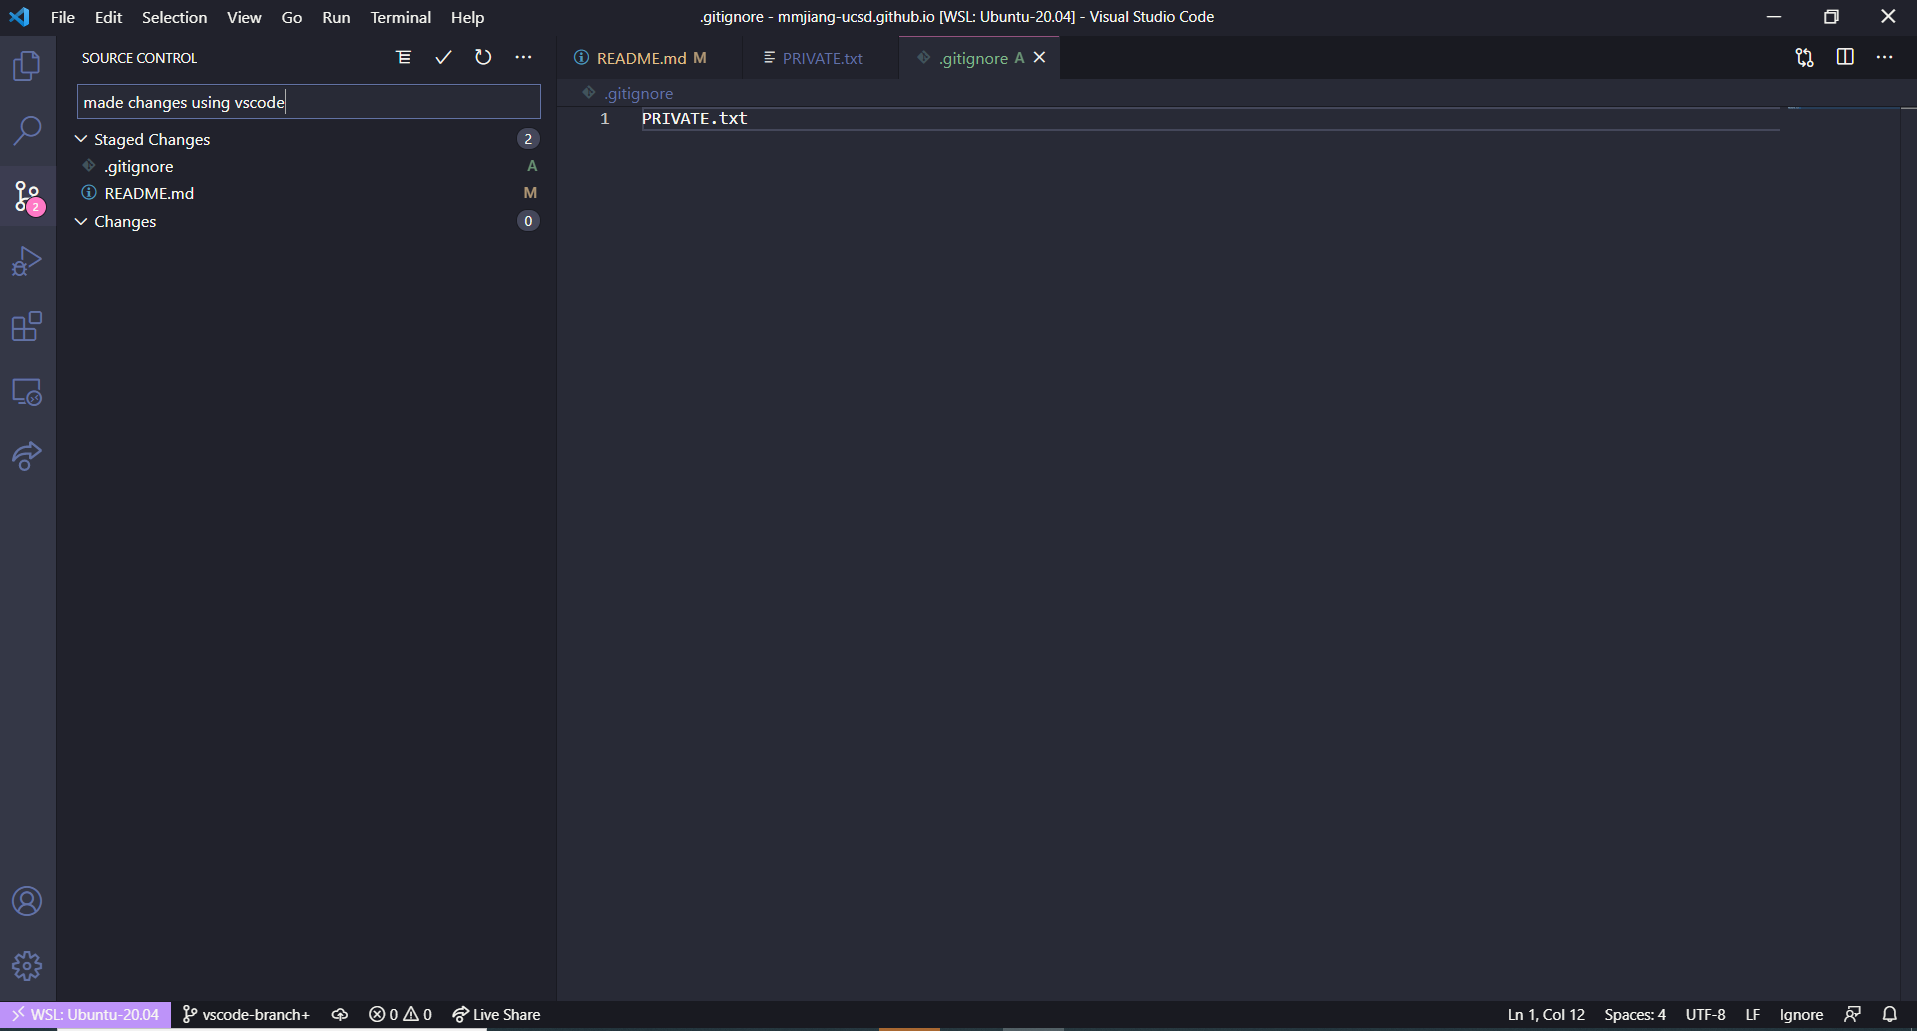 File Edit Selection View Go Run Terminal Help
.gitignore - mmjiang-ucsd.github.io [WSL: Ubuntu-20.04] - Visual Studio Code
SOURCE CONTROL
README.md M
PRIVATE.txt
.gitignore A
made changes using vscode
.gitignore
Staged Changes 2
1 PRIVATE.txt
.gitignore A
README.md M
2
Changes 0
WSL: Ubuntu-20.04 vscode-branch+ 0 0 Live Share
Ln 1, Col 12 Spaces: 4 UTF-8 LF Ignore